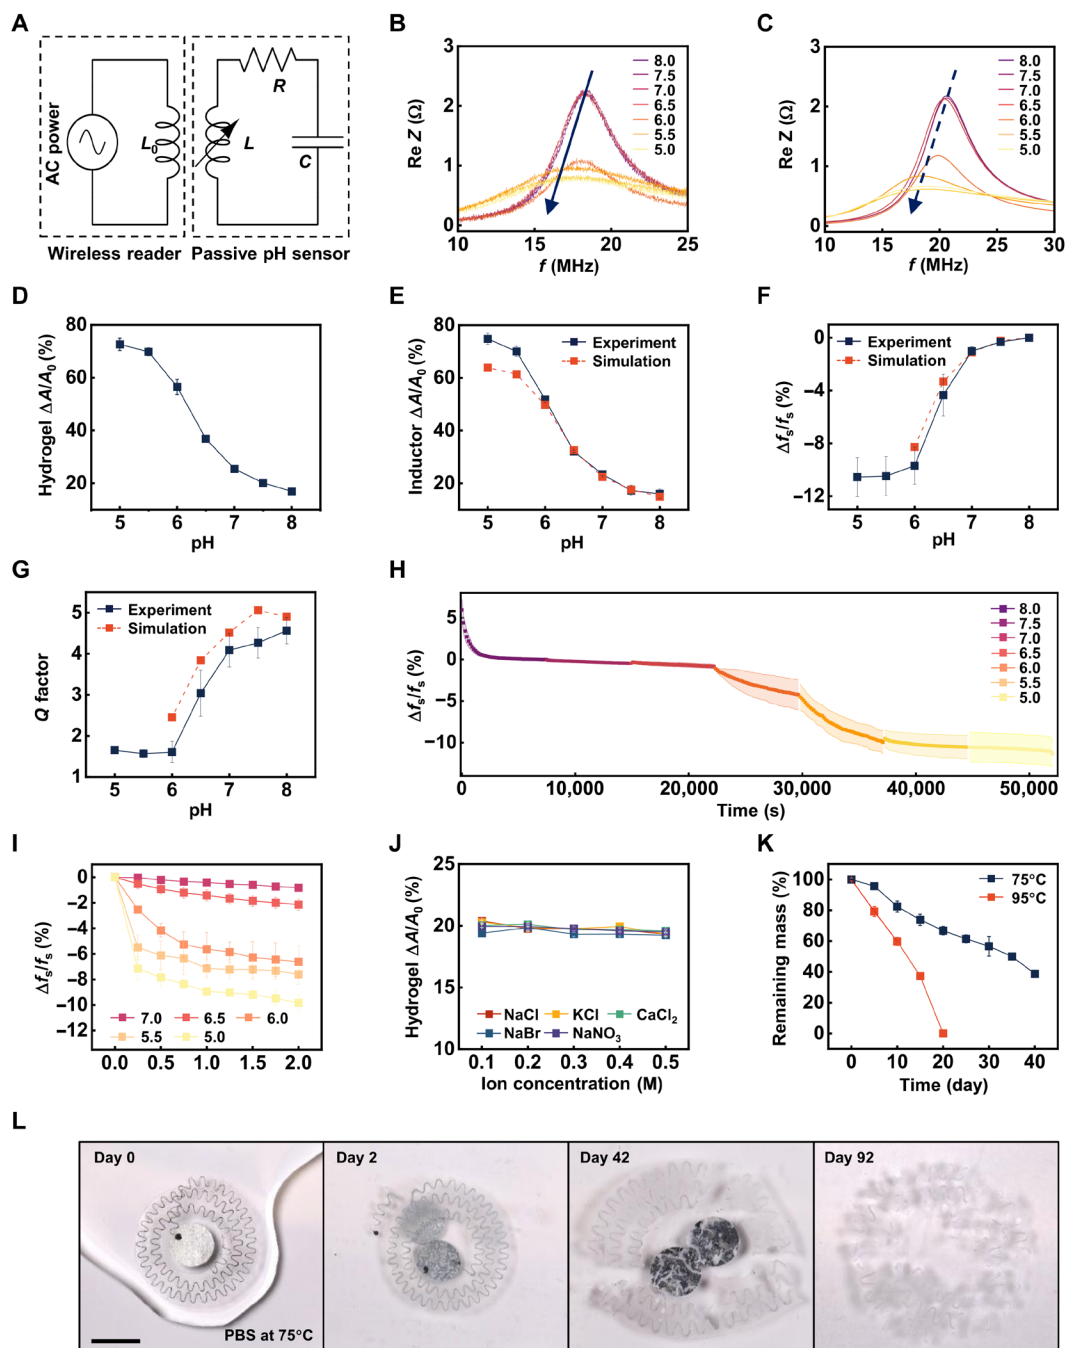 A
AC power
L0
L
R
C
Wireless reader
Passive pH sensor
B
Re Z (Ω)
3
2
1
0
10
15
20
25
f (MHz)
8.0
7.5
7.0
6.5
6.0
5.5
5.0
C
Re Z (Ω)
3
2
1
0
10
15
20
25
30
f (MHz)
8.0
7.5
7.0
6.5
6.0
5.5
5.0
D
Hydrogel ΔA/A0 (%)
80
60
40
20
5
6
7
8
pH
E
Inductor ΔA/A0 (%)
80
60
40
20
5
6
7
8
pH
Experiment
Simulation
F
Δfs/fs (%)
0
−4
−8
−12
5
6
7
8
pH
Experiment
Simulation
G
Q factor
5
4
3
2
1
5
6
7
8
pH
Experiment
Simulation
H
Δfs/fs (%)
5
0
−5
−10
0
10,000
20,000
30,000
40,000
50,000
Time (s)
8.0
7.5
7.0
6.5
6.0
5.5
5.0
I
Δfs/fs (%)
0
−2
−4
−6
−8
−10
−12
0.0
0.5
1.0
1.5
2.0
7.0
6.5
6.0
5.5
5.0
J
Hydrogel ΔA/A0 (%)
25
20
15
10
0.1
0.2
0.3
0.4
0.5
Ion concentration (M)
NaCl
KCl
CaCl2
NaBr
NaNO3
K
Remaining mass (%)
100
80
60
40
20
0
0
10
20
30
40
Time (day)
75°C
95°C
L
Day 0
PBS at 75°C
Day 2
Day 42
Day 92